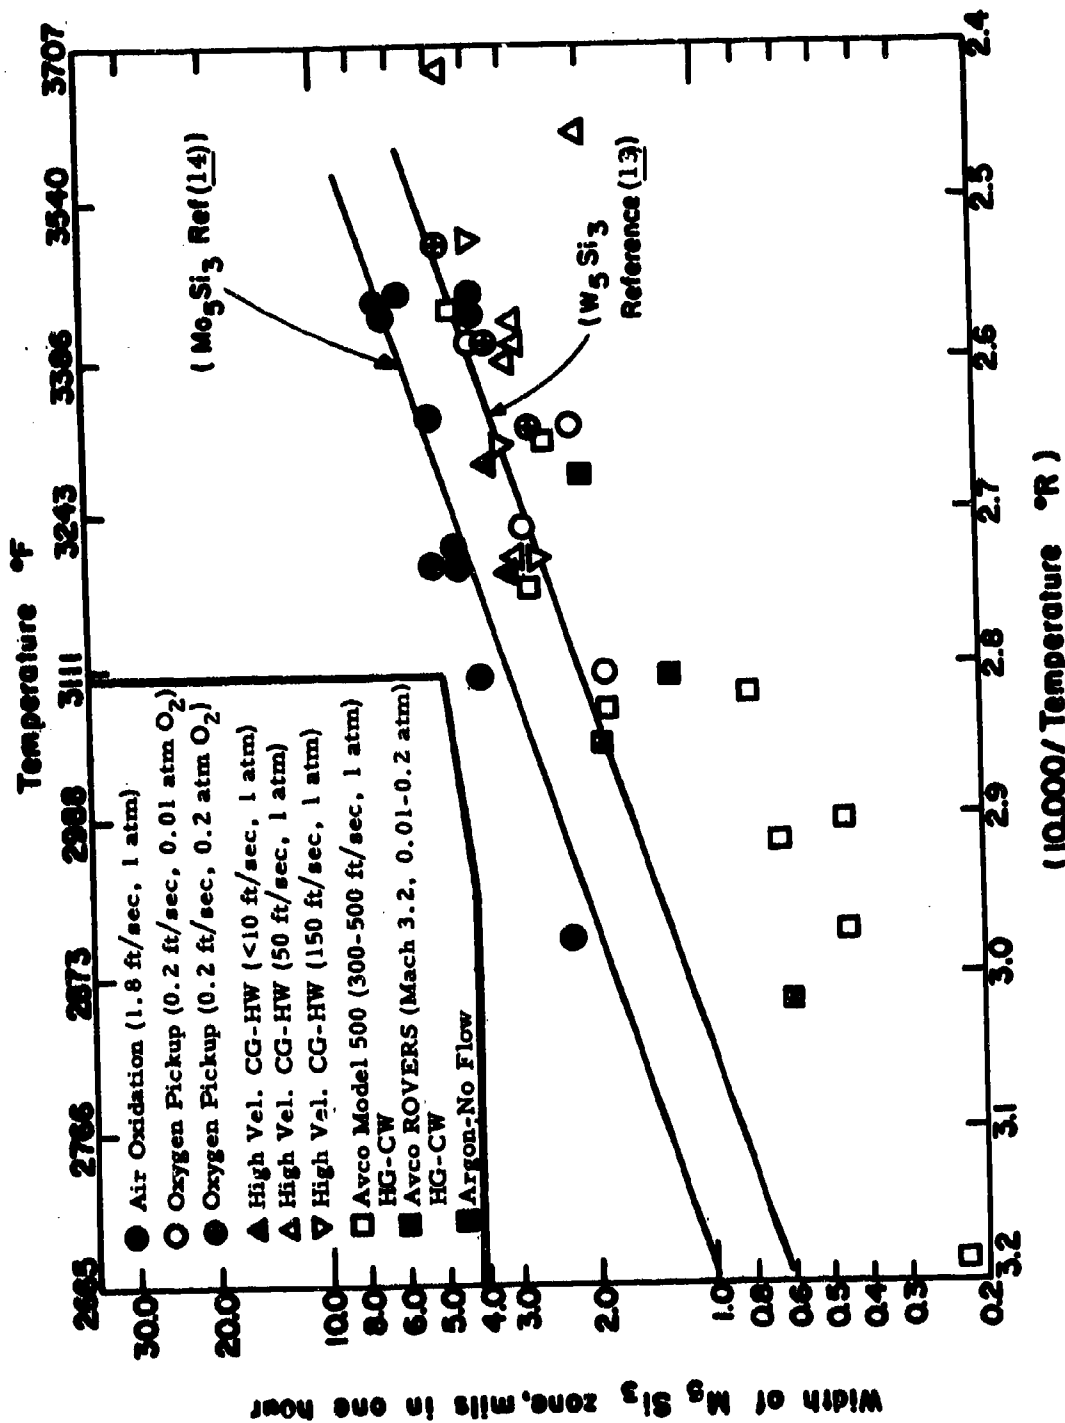 Temperature °F
2665 2766 2873 2988 3111 3243 3386 3540 3707
● Air Oxidation (1.8 ft/sec, 1 atm)
○ Oxygen Pickup (0.2 ft/sec, 0.01 atm O2)
⊕ Oxygen Pickup (0.2 ft/sec, 0.2 atm O2)
▲ High Vel. CG-HW (<10 ft/sec, 1 atm)
△ High Vel. CG-HW (50 ft/sec, 1 atm)
▽ High Vel. CG-HW (150 ft/sec, 1 atm)
□ Avco Model 500 (300-500 ft/sec, 1 atm)
HG-CW
■ Avco ROVERS (Mach 3.2, 0.01-0.2 atm)
HG-CW
■ Argon-No Flow
(Mo5Si3 Ref(14))
(W5Si3
Reference (13)
Width of M5 Si3 zone, mils in one hour
30.0
20.0
10.0
8.0
6.0
5.0
4.0
3.0
2.0
1.0
0.8
0.6
0.5
0.4
0.3
0.2
3.2 3.1 3.0 2.9 2.8 2.7 2.6 2.5 2.4
(10,000/Temperature °R)